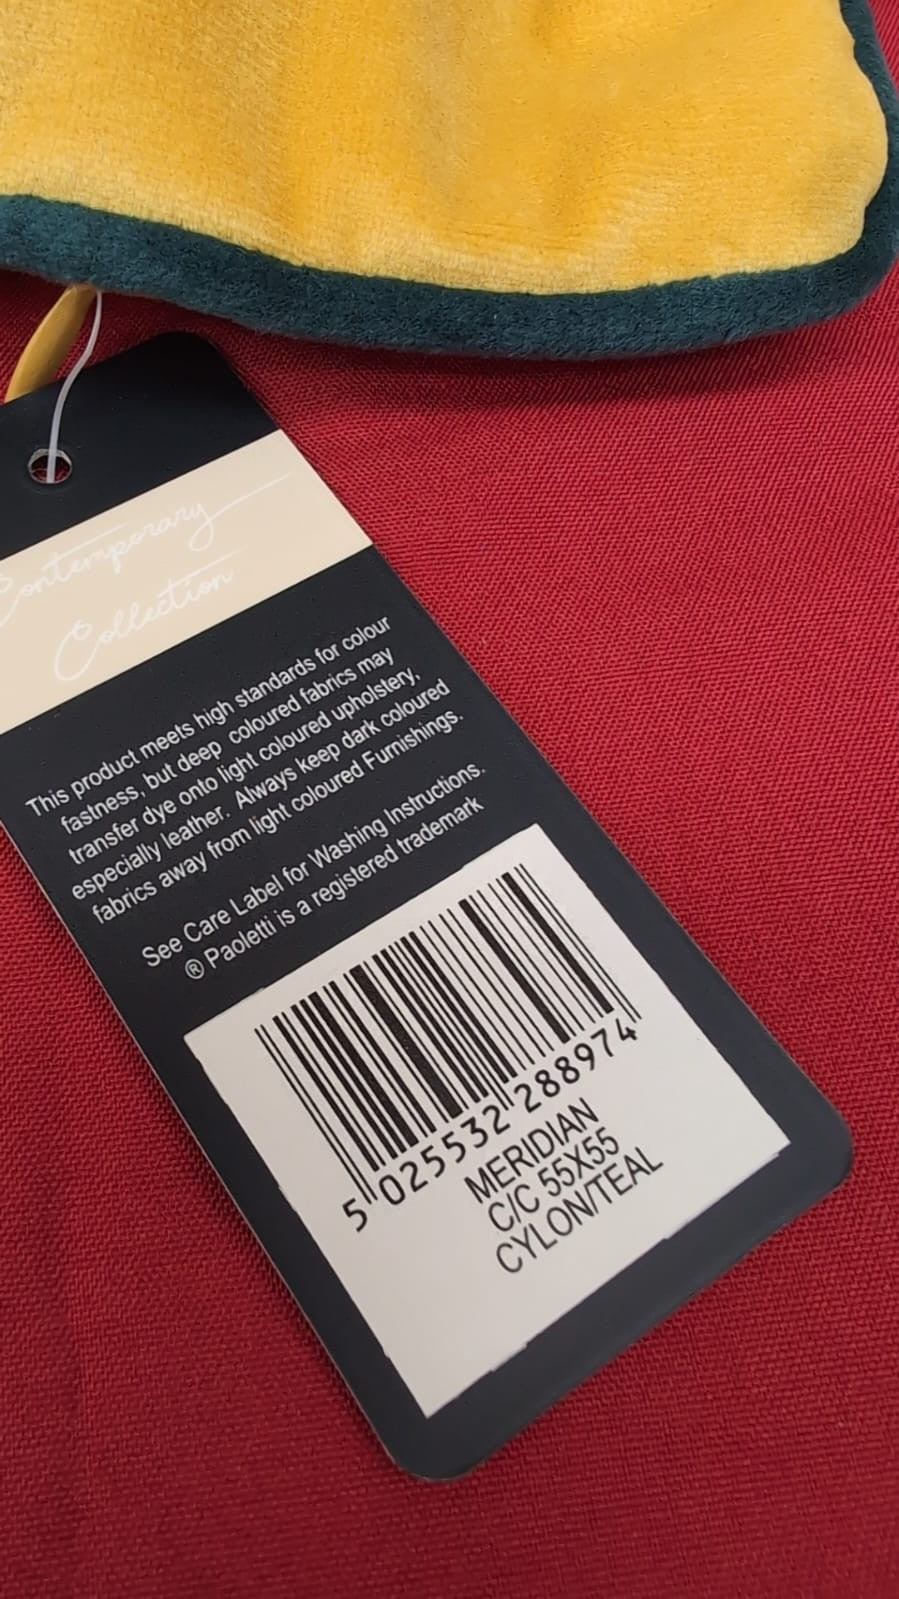 Contemporary
Collection
This product meets high standards for colour
fastness, but deep coloured fabrics may
transfer dye onto light coloured upholstery,
especially leather. Always keep dark coloured
fabrics away from light coloured Furnishings.
See Care Label for Washing Instructions.
® Paoletti is a registered trademark
5 025532 288974
MERIDIAN
C/C 55X55
CYLON/TEAL